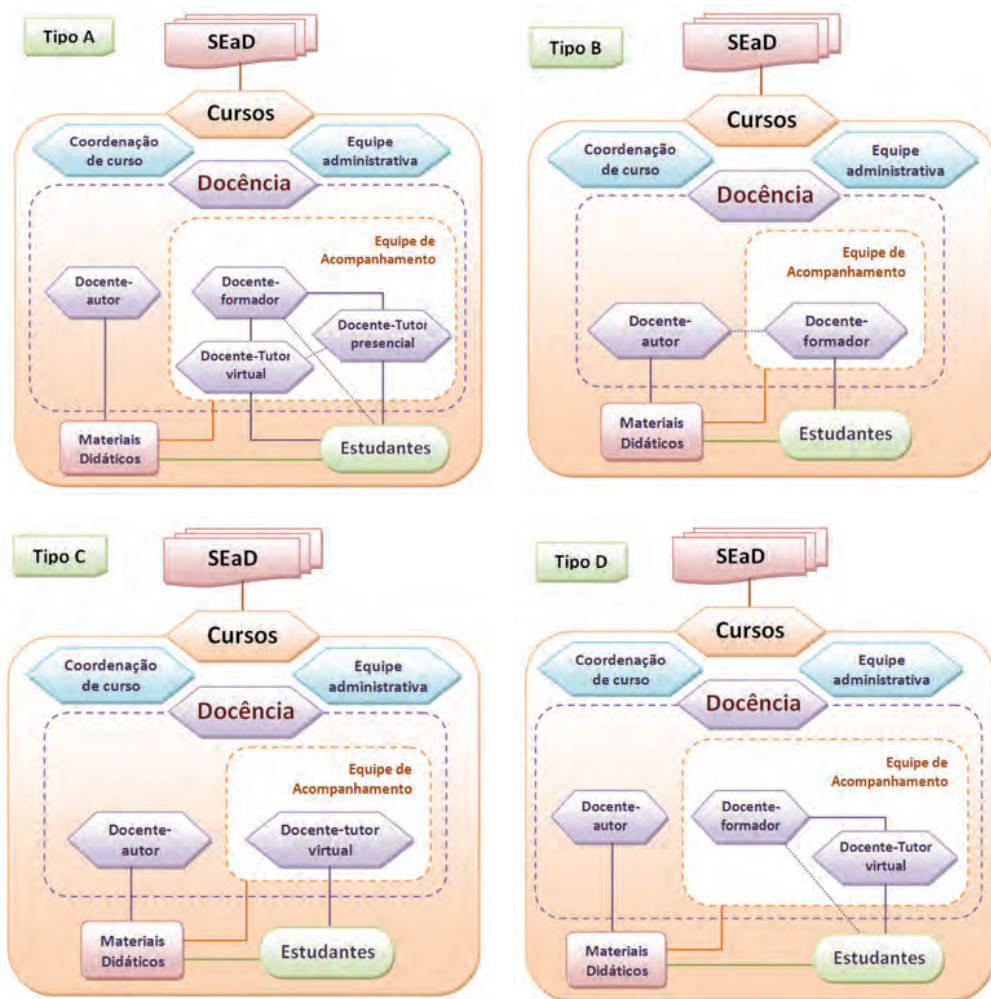 Tipo A
SEaD
Cursos
Coordenação
de curso
Equipe
administrativa
Docência
Equipe de
Acompanhamento
Docente-
autor
Docente-
formador
Docente-Tutor
presencial
Docente-Tutor
virtual
Materiais
Didáticos
Estudantes
Tipo B
SEaD
Cursos
Coordenação
de curso
Equipe
administrativa
Docência
Equipe de
Acompanhamento
Docente-
autor
Docente-
formador
Materiais
Didáticos
Estudantes
Tipo C
SEaD
Cursos
Coordenação
de curso
Equipe
administrativa
Docência
Equipe de
Acompanhamento
Docente-
autor
Docente-tutor
virtual
Materiais
Didáticos
Estudantes
Tipo D
SEaD
Cursos
Coordenação
de curso
Equipe
administrativa
Docência
Equipe de
Acompanhamento
Docente-
autor
Docente-
formador
Docente-Tutor
virtual
Materiais
Didáticos
Estudantes